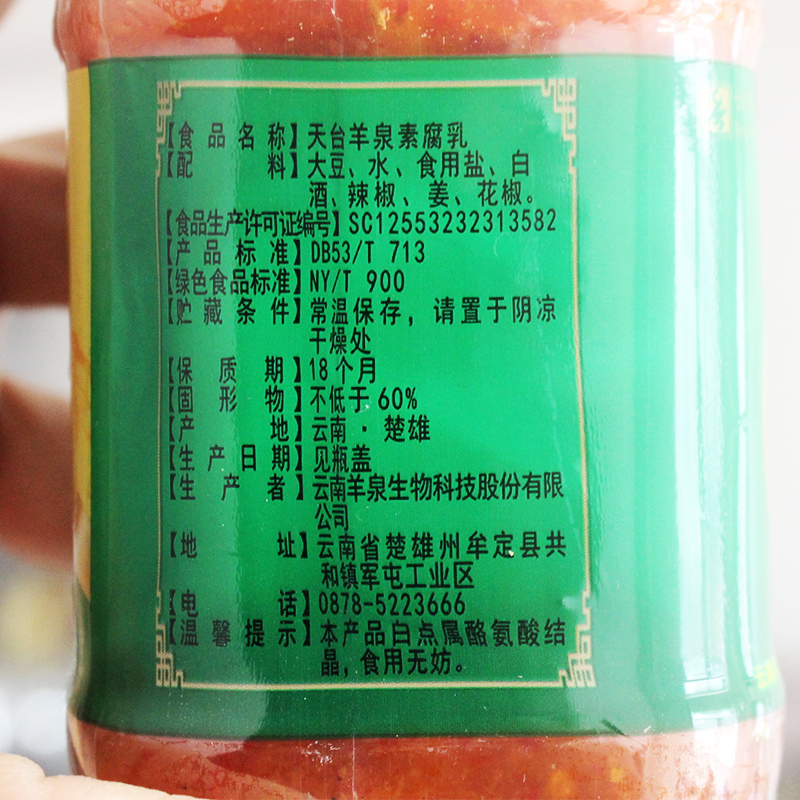 【食品名称】天台羊泉素腐乳
【配料】大豆、水、食用盐、白
酒、辣椒、姜、花椒。
【食品生产许可证编号】SC12553232313582
【产品标准】DB53/T 713
【绿色食品标准】NY/T 900
【贮藏条件】常温保存，请置于阴凉
干燥处
【保质期】18个月
【固形物】不低于60%
【产地】云南·楚雄
【生产日期】见瓶盖
【生产者】云南羊泉生物科技股份有限
公司
【地址】云南省楚雄州牟定县共
和镇军屯工业区
【电话】0878-5223666
【温馨提示】本产品白点属酪氨酸结
晶，食用无妨。